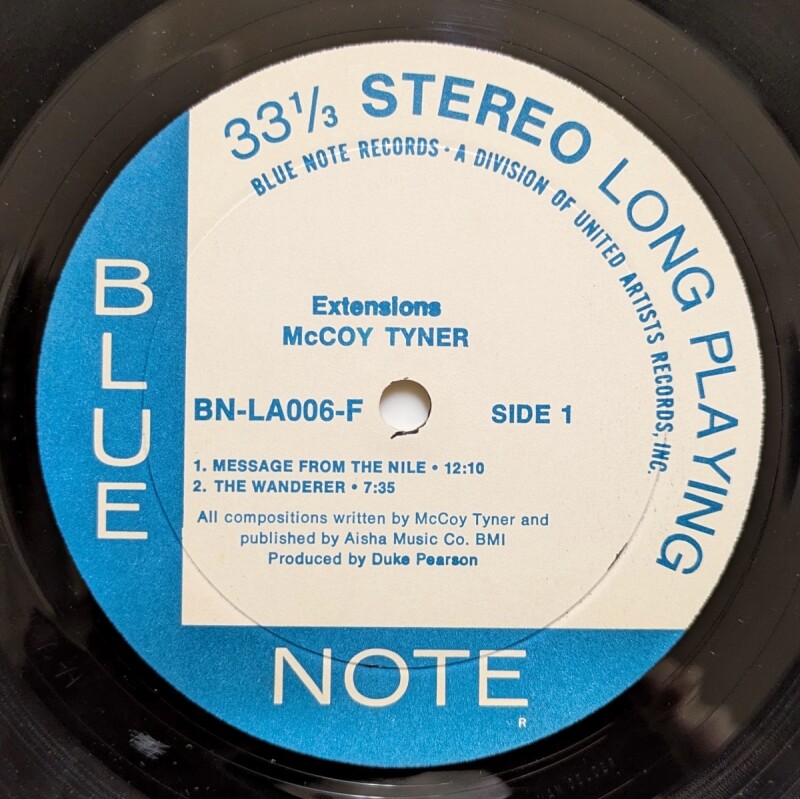 33⅓ STEREO LONG PLAYING
BLUE NOTE RECORDS • A DIVISION OF UNITED ARTISTS RECORDS, INC.
BLUE
Extensions
McCOY TYNER
BN-LA006-F
SIDE 1
1. MESSAGE FROM THE NILE • 12:10
2. THE WANDERER • 7:35
All compositions written by McCoy Tyner and
published by Aisha Music Co. BMI
Produced by Duke Pearson
NOTE
R